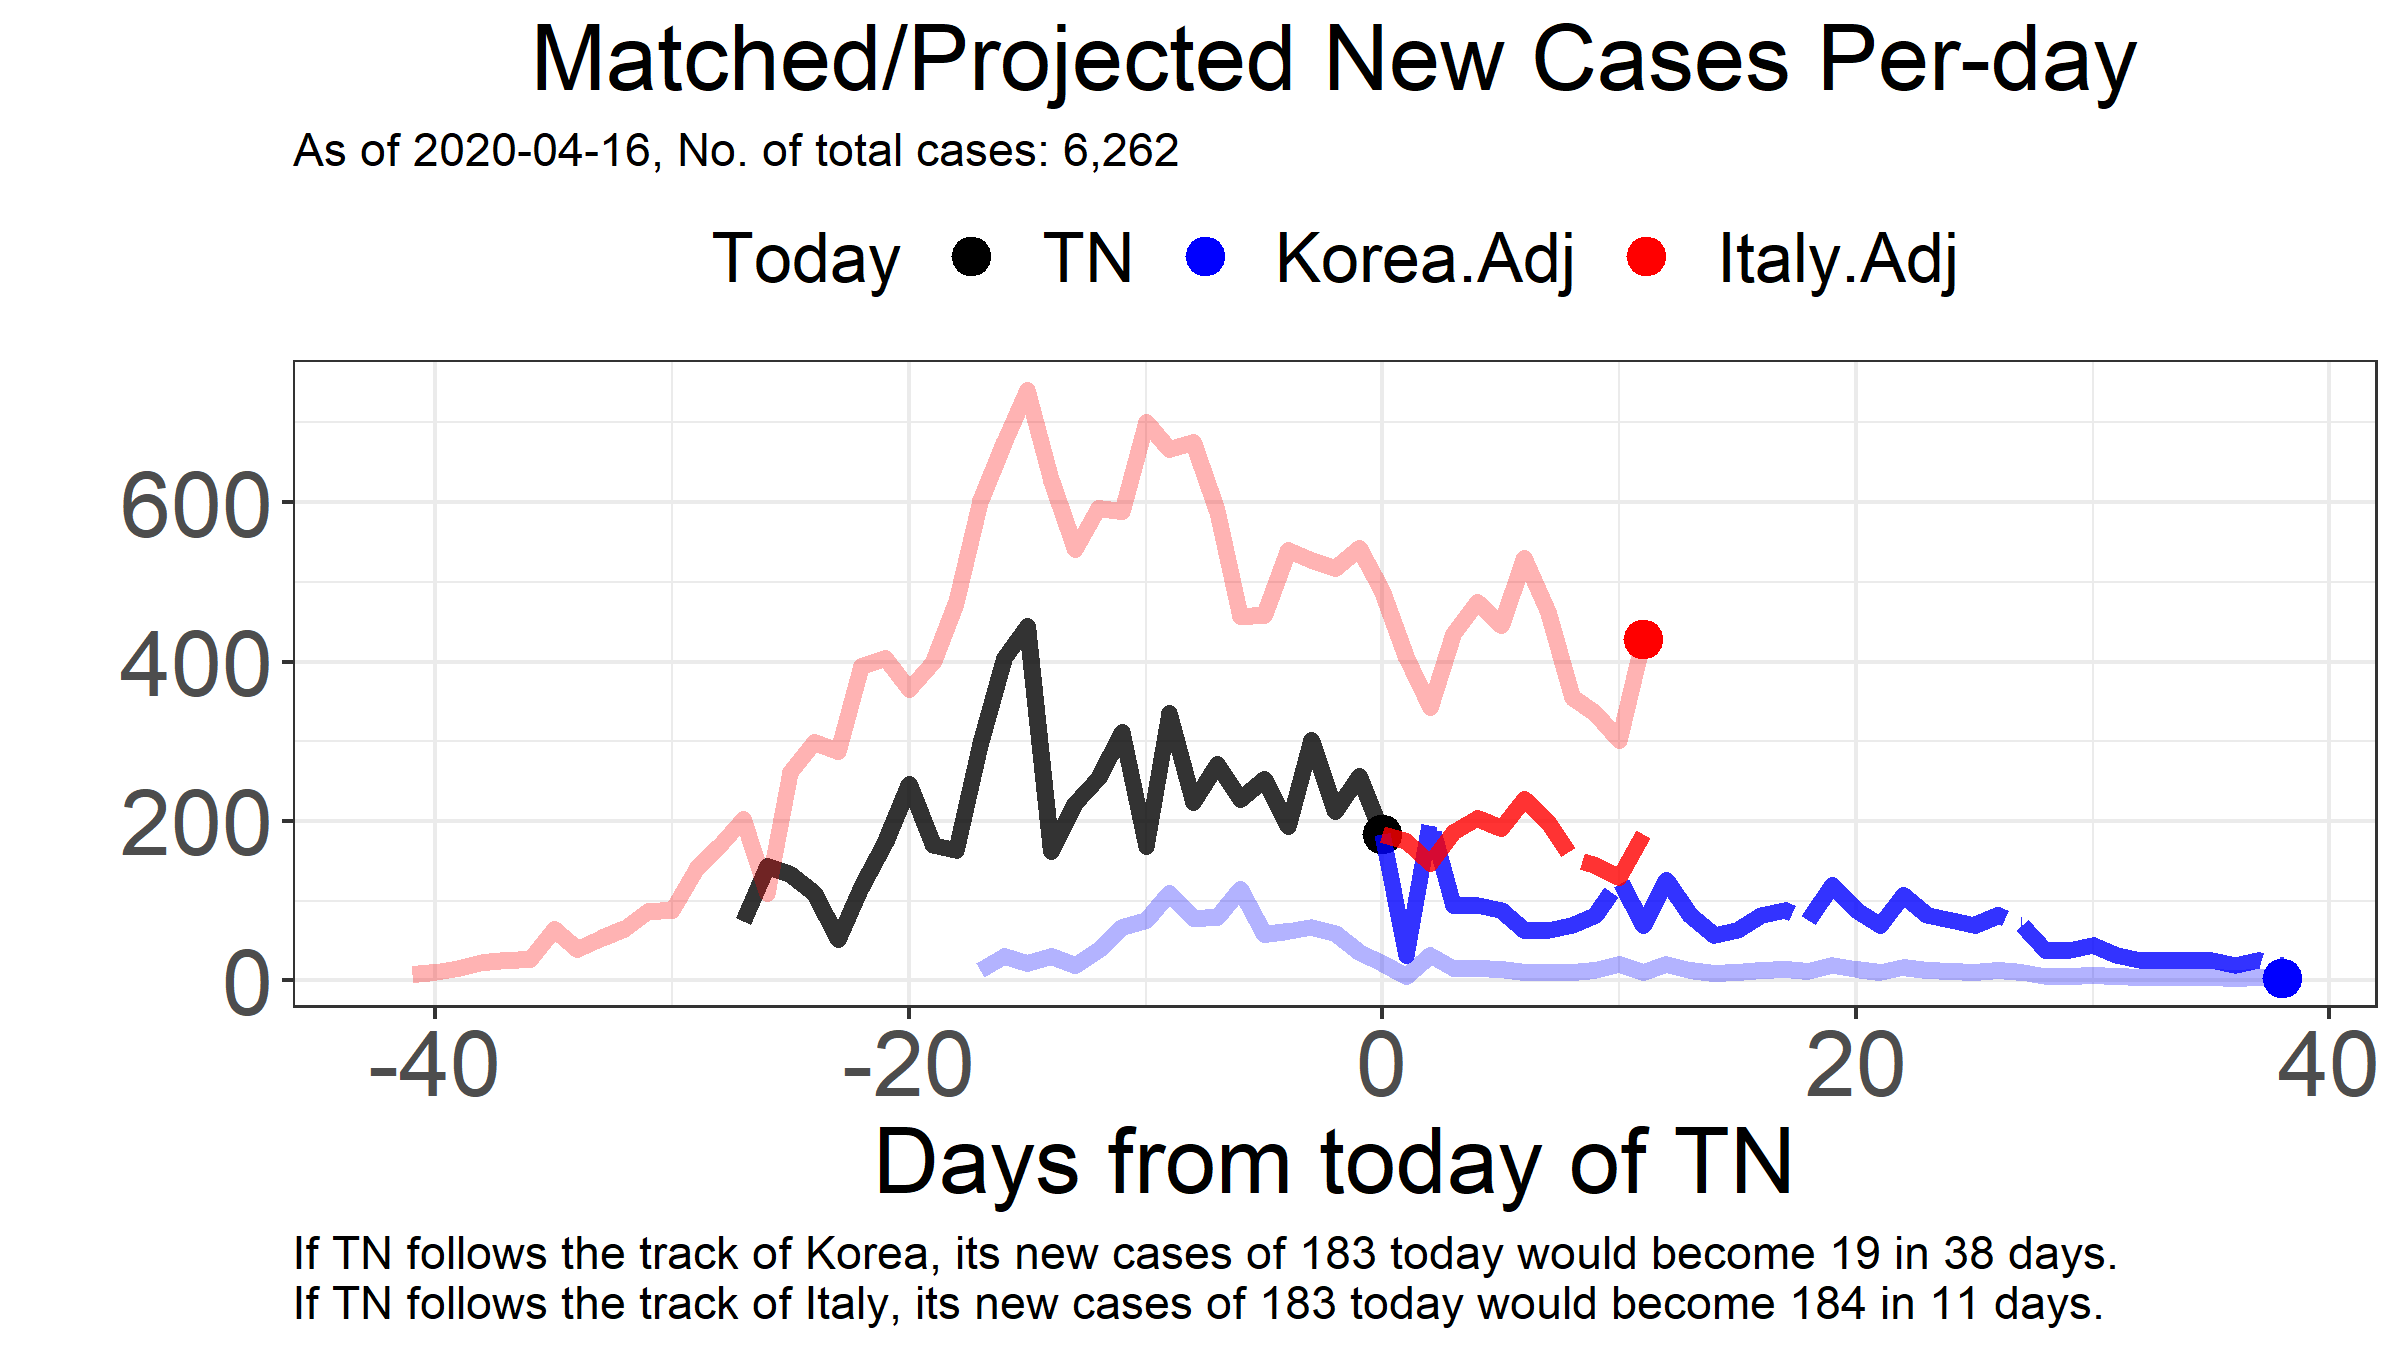 Matched/Projected New Cases Per-day
As of 2020-04-16, No. of total cases: 6,262
Today TN Korea.Adj Italy.Adj
600
400
200
0
-40 -20 0 20 40
Days from today of TN
If TN follows the track of Korea, its new cases of 183 today would become 19 in 38 days.
If TN follows the track of Italy, its new cases of 183 today would become 184 in 11 days.